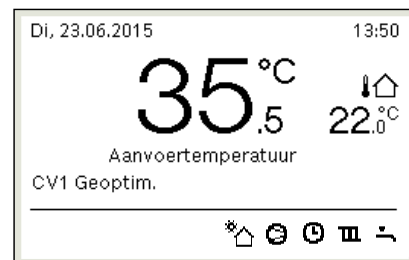 Di, 23.06.2015 13:50
35.5 °C
22.0 °C
Aanvoertemperatuur
CV1 Geoptim.